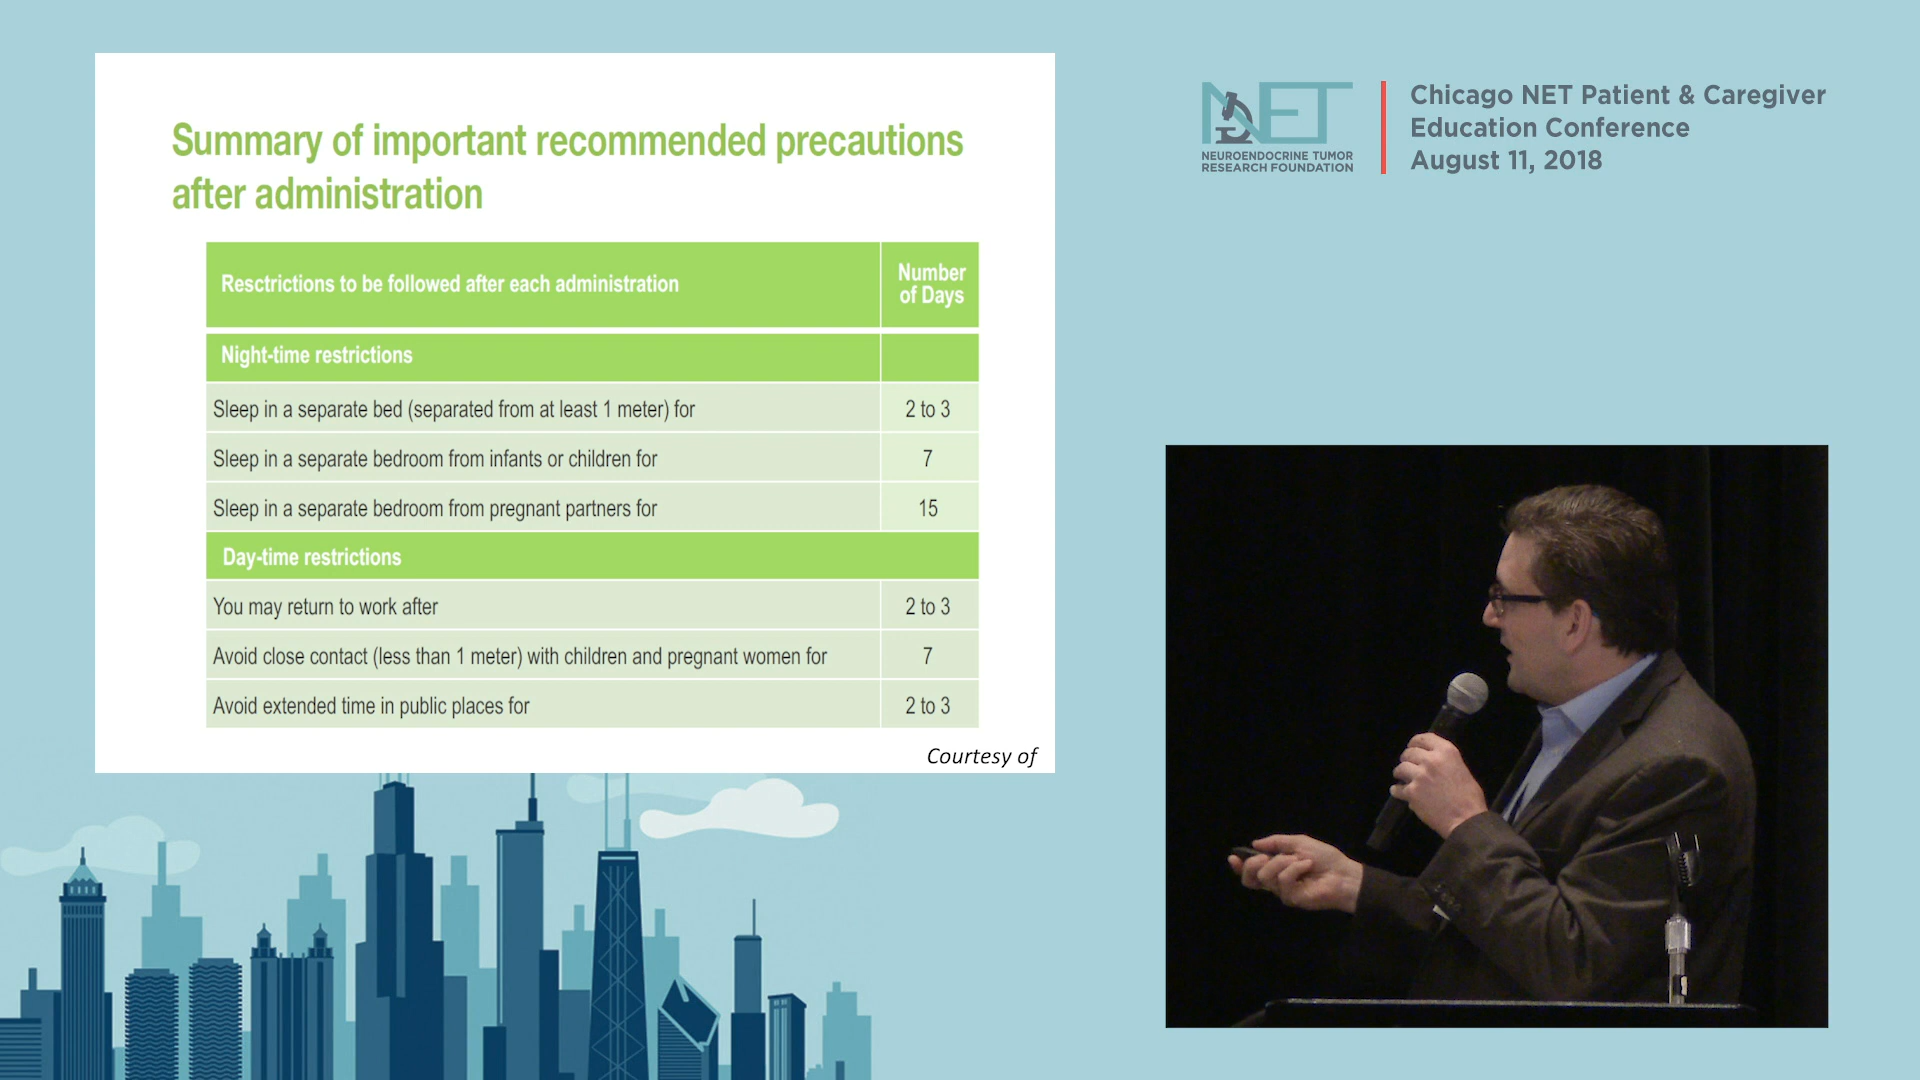 Summary of important recommended precautions
after administration
Resctrictions to be followed after each administration
Number
of Days
Night-time restrictions
Sleep in a separate bed (separated from at least 1 meter) for
2 to 3
Sleep in a separate bedroom from infants or children for
7
Sleep in a separate bedroom from pregnant partners for
15
Day-time restrictions
You may return to work after
2 to 3
Avoid close contact (less than 1 meter) with children and pregnant women for
7
Avoid extended time in public places for
2 to 3
Courtesy of
NET
NEUROENDOCRINE TUMOR
RESEARCH FOUNDATION
Chicago NET Patient & Caregiver
Education Conference
August 11, 2018